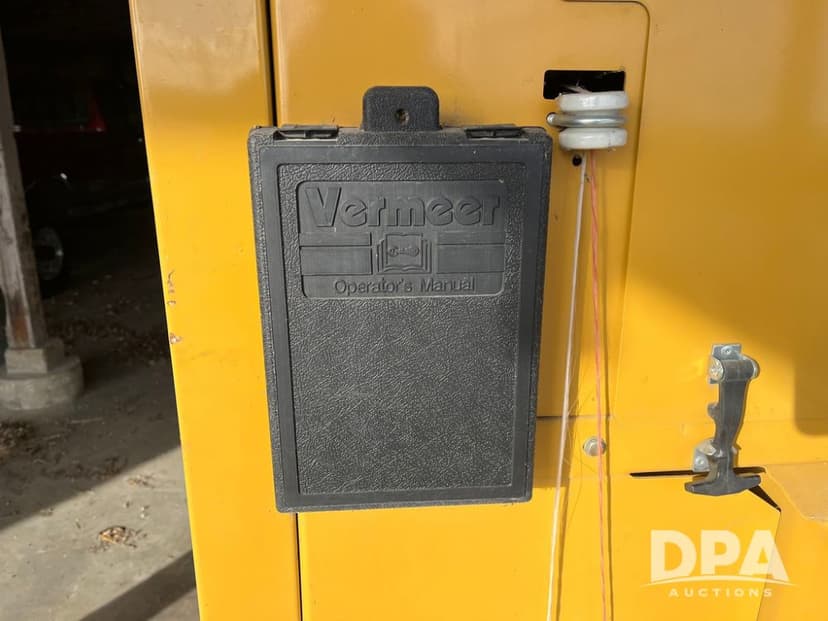 Vermeer
Operator's Manual
DPA
AUCTIONS